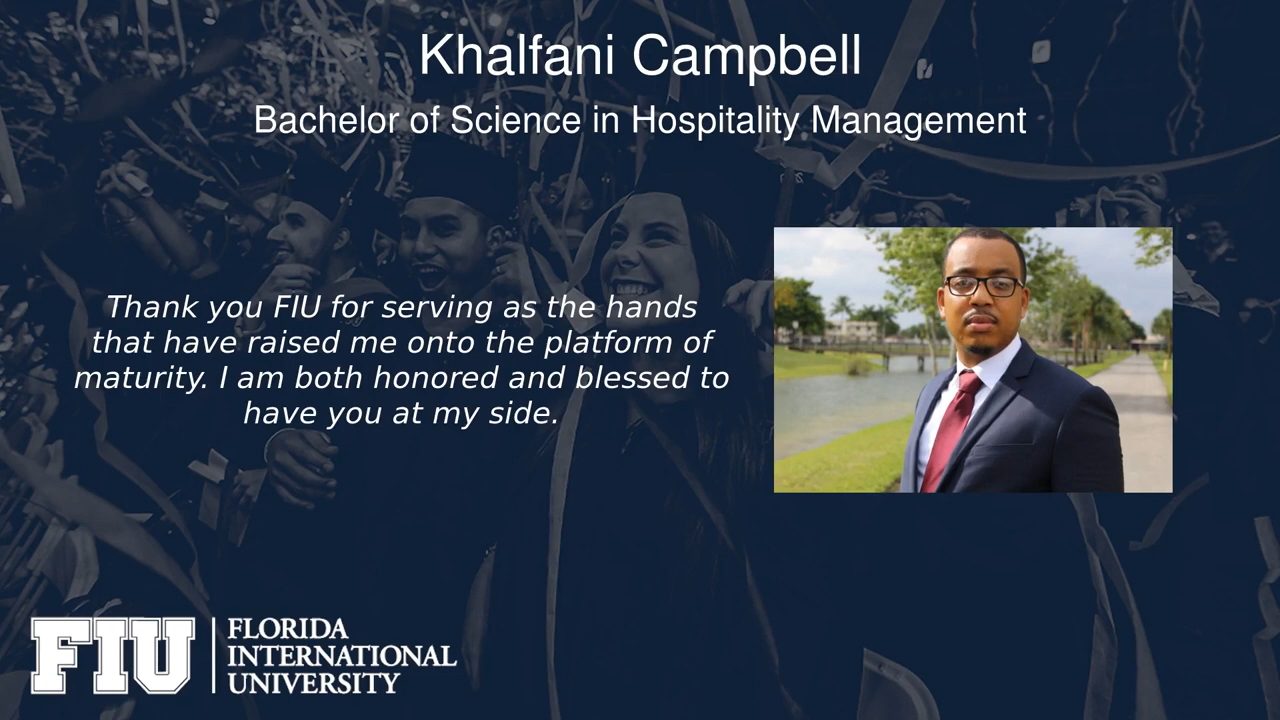 Khalfani Campbell
Bachelor of Science in Hospitality Management
Thank you FIU for serving as the hands
that have raised me onto the platform of
maturity. I am both honored and blessed to
have you at my side.
FIU
FLORIDA
INTERNATIONAL
UNIVERSITY